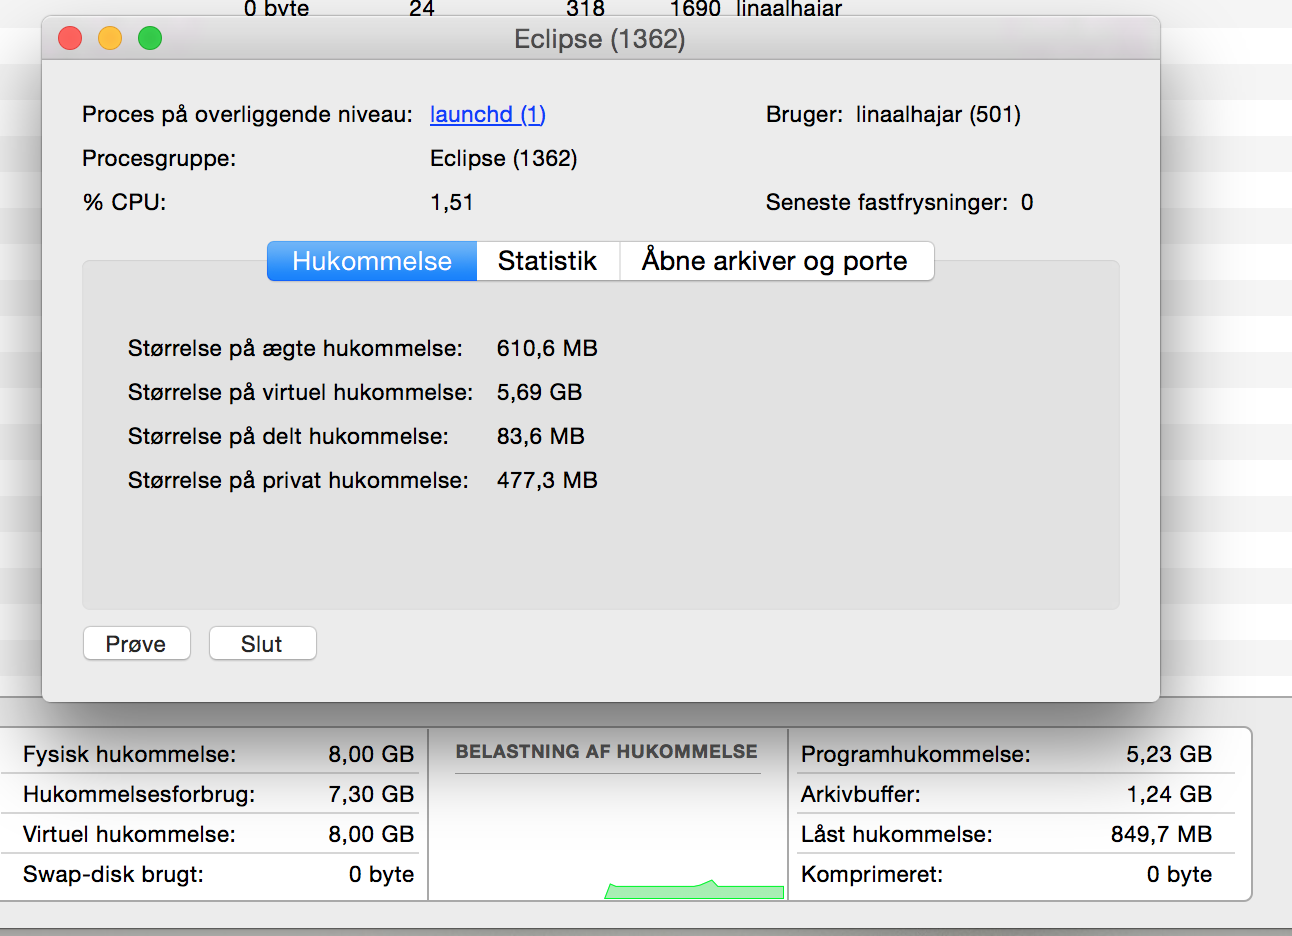 0 byte 24 318 1690 linaalhajar
Eclipse (1362)
Proces på overliggende niveau: launchd (1) Bruger: linaalhajar (501)
Procesgruppe: Eclipse (1362)
% CPU: 1,51 Seneste fastfrysninger: 0
Hukommelse Statistik Åbne arkiver og porte
Størrelse på ægte hukommelse: 610,6 MB
Størrelse på virtuel hukommelse: 5,69 GB
Størrelse på delt hukommelse: 83,6 MB
Størrelse på privat hukommelse: 477,3 MB
Prøve Slut
Fysisk hukommelse: 8,00 GB
Hukommelsesforbrug: 7,30 GB
Virtuel hukommelse: 8,00 GB
Swap-disk brugt: 0 byte
BELASTNING AF HUKOMMELSE
Programhukommelse: 5,23 GB
Arkivbuffer: 1,24 GB
Låst hukommelse: 849,7 MB
Komprimeret: 0 byte